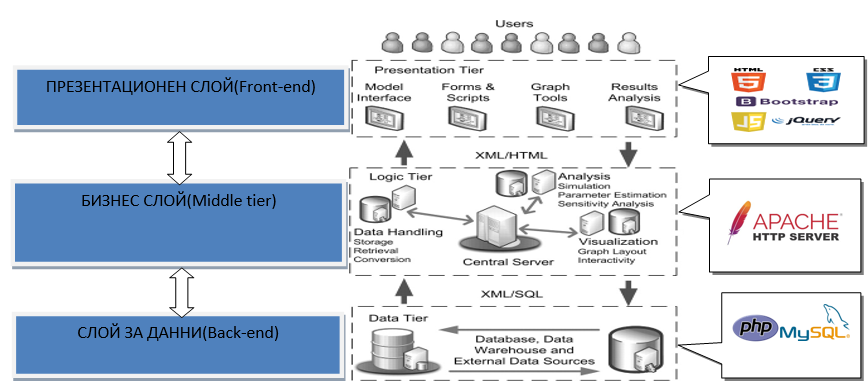 Users
ПРЕЗЕНТАЦИОНЕН СЛОЙ(Front-end)
Presentation Tier
Model
Interface
Forms &
Scripts
Graph
Tools
Results
Analysis
HTML
5
CSS
3
B Bootstrap
JS
jQuery
XML/HTML
БИЗНЕС СЛОЙ(Middle tier)
Logic Tier
Data Handling
Storage
Retrieval
Conversion
Central Server
Analysis
Simulation
Parameter Estimation
Sensitivity Analysis
Visualization
Graph Layout
Interactivity
APACHE
HTTP SERVER
XML/SQL
СЛОЙ ЗА ДАННИ(Back-end)
Data Tier
Database, Data
Warehouse and
External Data Sources
php
MySQL